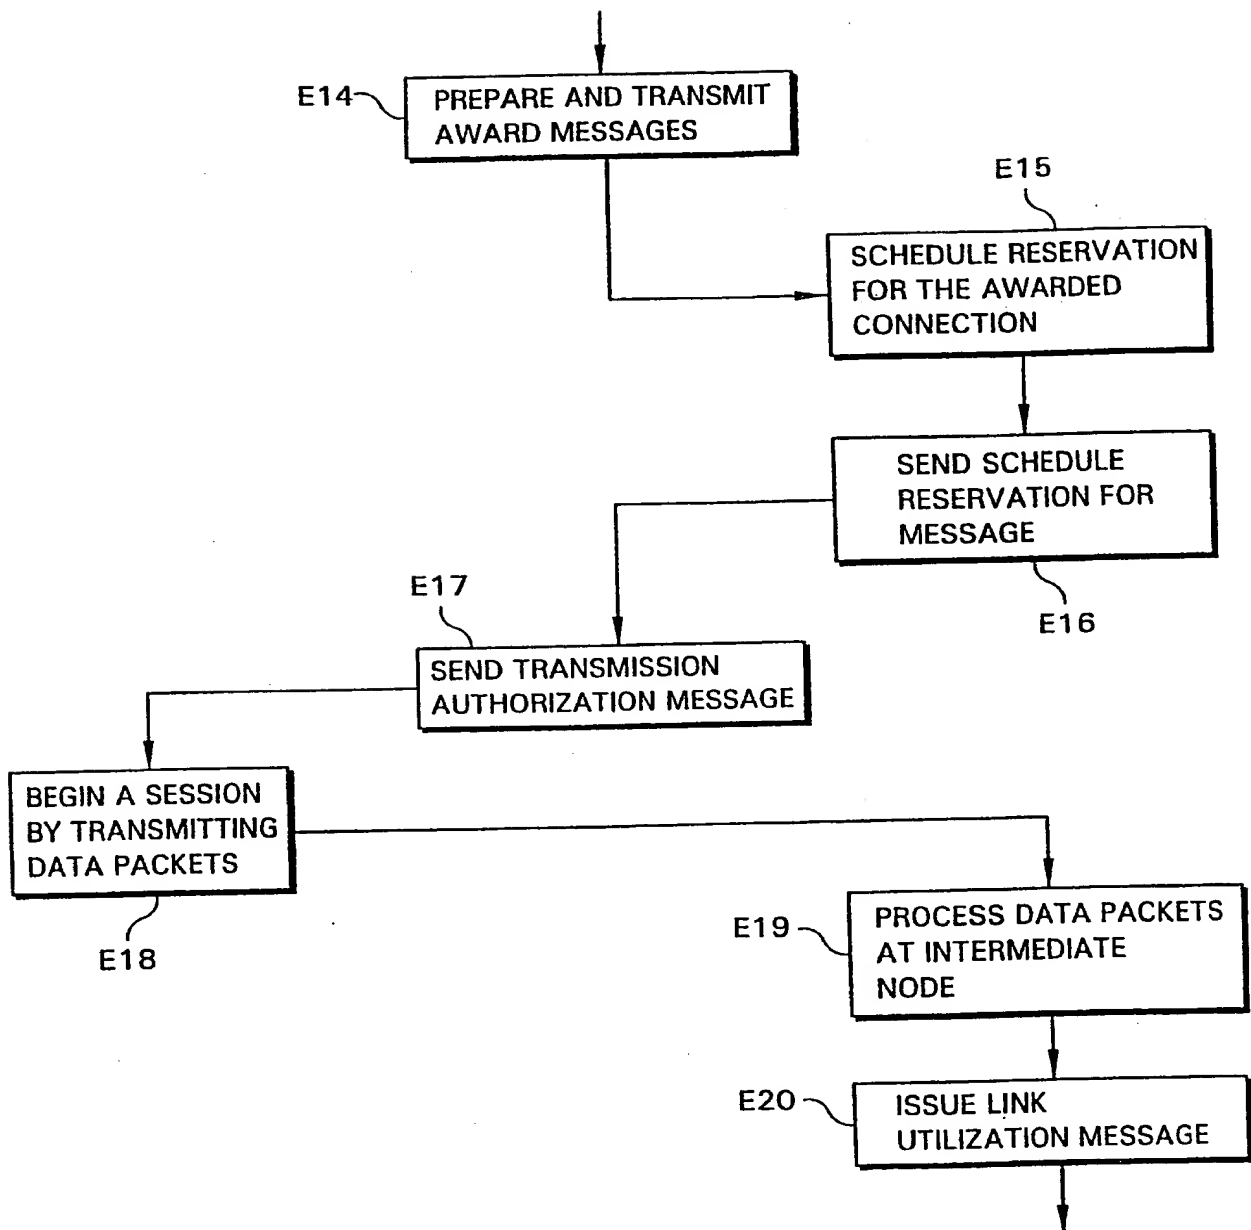 E14
PREPARE AND TRANSMIT
AWARD MESSAGES
E15
SCHEDULE RESERVATION
FOR THE AWARDED
CONNECTION
SEND SCHEDULE
RESERVATION FOR
MESSAGE
E16
E17
SEND TRANSMISSION
AUTHORIZATION MESSAGE
BEGIN A SESSION
BY TRANSMITTING
DATA PACKETS
E18
E19
PROCESS DATA PACKETS
AT INTERMEDIATE
NODE
E20
ISSUE LINK
UTILIZATION MESSAGE